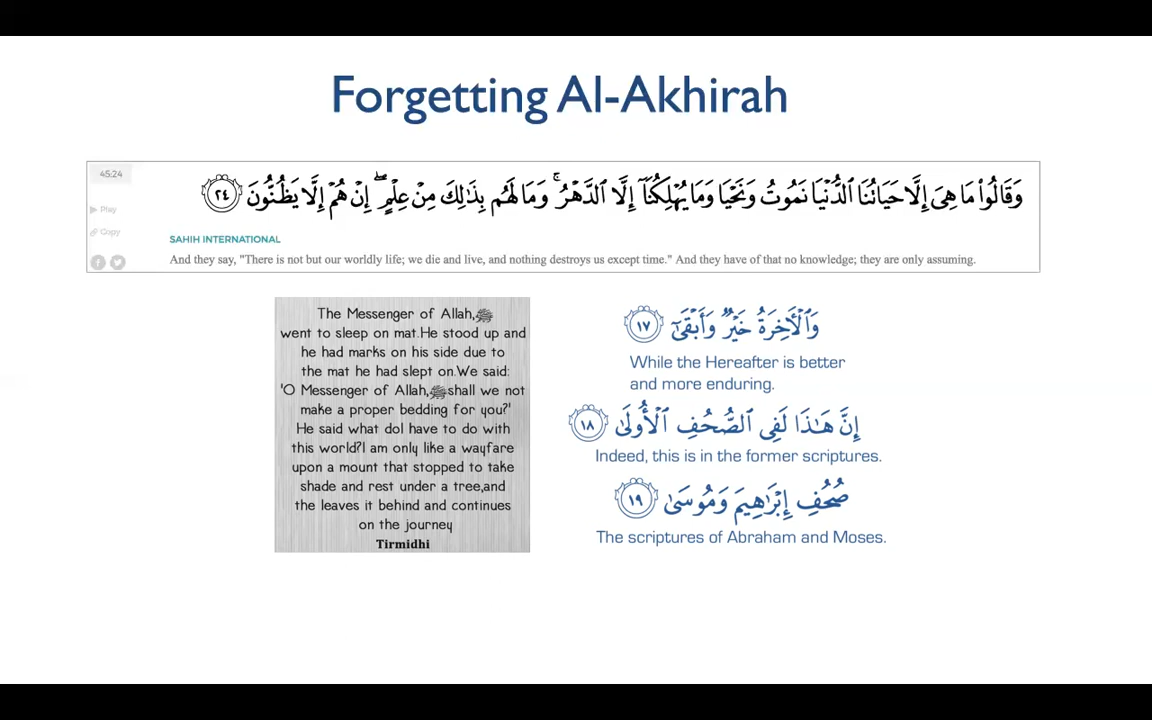 Forgetting Al-Akhirah
45:24
وَقَالُوا۟ مَا هِىَ إِلَّا حَيَاتُنَا ٱلدُّنْيَا نَمُوتُ وَنَحْيَا وَمَا يُهْلِكُنَآ إِلَّا ٱلدَّهْرُ ۚ وَمَا لَهُم بِذَٰلِكَ مِنْ عِلْمٍ ۖ إِنْ هُمْ إِلَّا يَظُنُّونَ ٢٤
Play
Copy
SAHIH INTERNATIONAL
And they say, "There is not but our worldly life; we die and live, and nothing destroys us except time." And they have of that no knowledge; they are only assuming.
The Messenger of Allah,ﷺ
went to sleep on mat.He stood up and
he had marks on his side due to
the mat he had slept on.We said:
'O Messenger of Allah,ﷺshall we not
make a proper bedding for you?'
He said what doI have to do with
this world?I am only like a wayfare
upon a mount that stopped to take
shade and rest under a tree,and
the leaves it behind and continues
on the journey
Tirmidhi
وَٱلْـَٔاخِرَةُ خَيْرٌ وَأَبْقَىٰٓ ١٧
While the Hereafter is better
and more enduring.
إِنَّ هَـٰذَا لَفِى ٱلصُّحُفِ ٱلْأُولَىٰ ١٨
Indeed, this is in the former scriptures.
صُحُفِ إِبْرَٰهِيمَ وَمُوسَىٰ ١٩
The scriptures of Abraham and Moses.